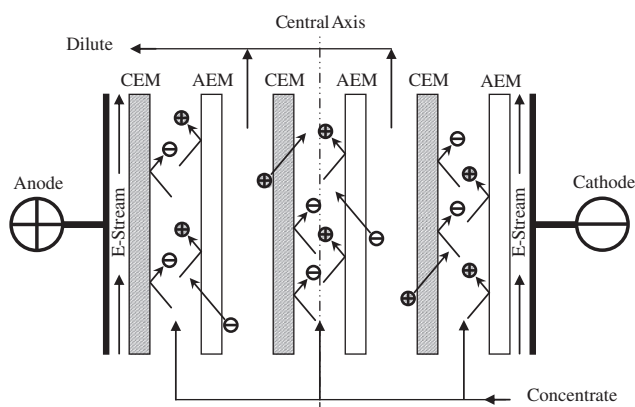 Central Axis
Dilute
CEM AEM CEM AEM CEM AEM
Anode
E-Stream
E-Stream
Cathode
Concentrate